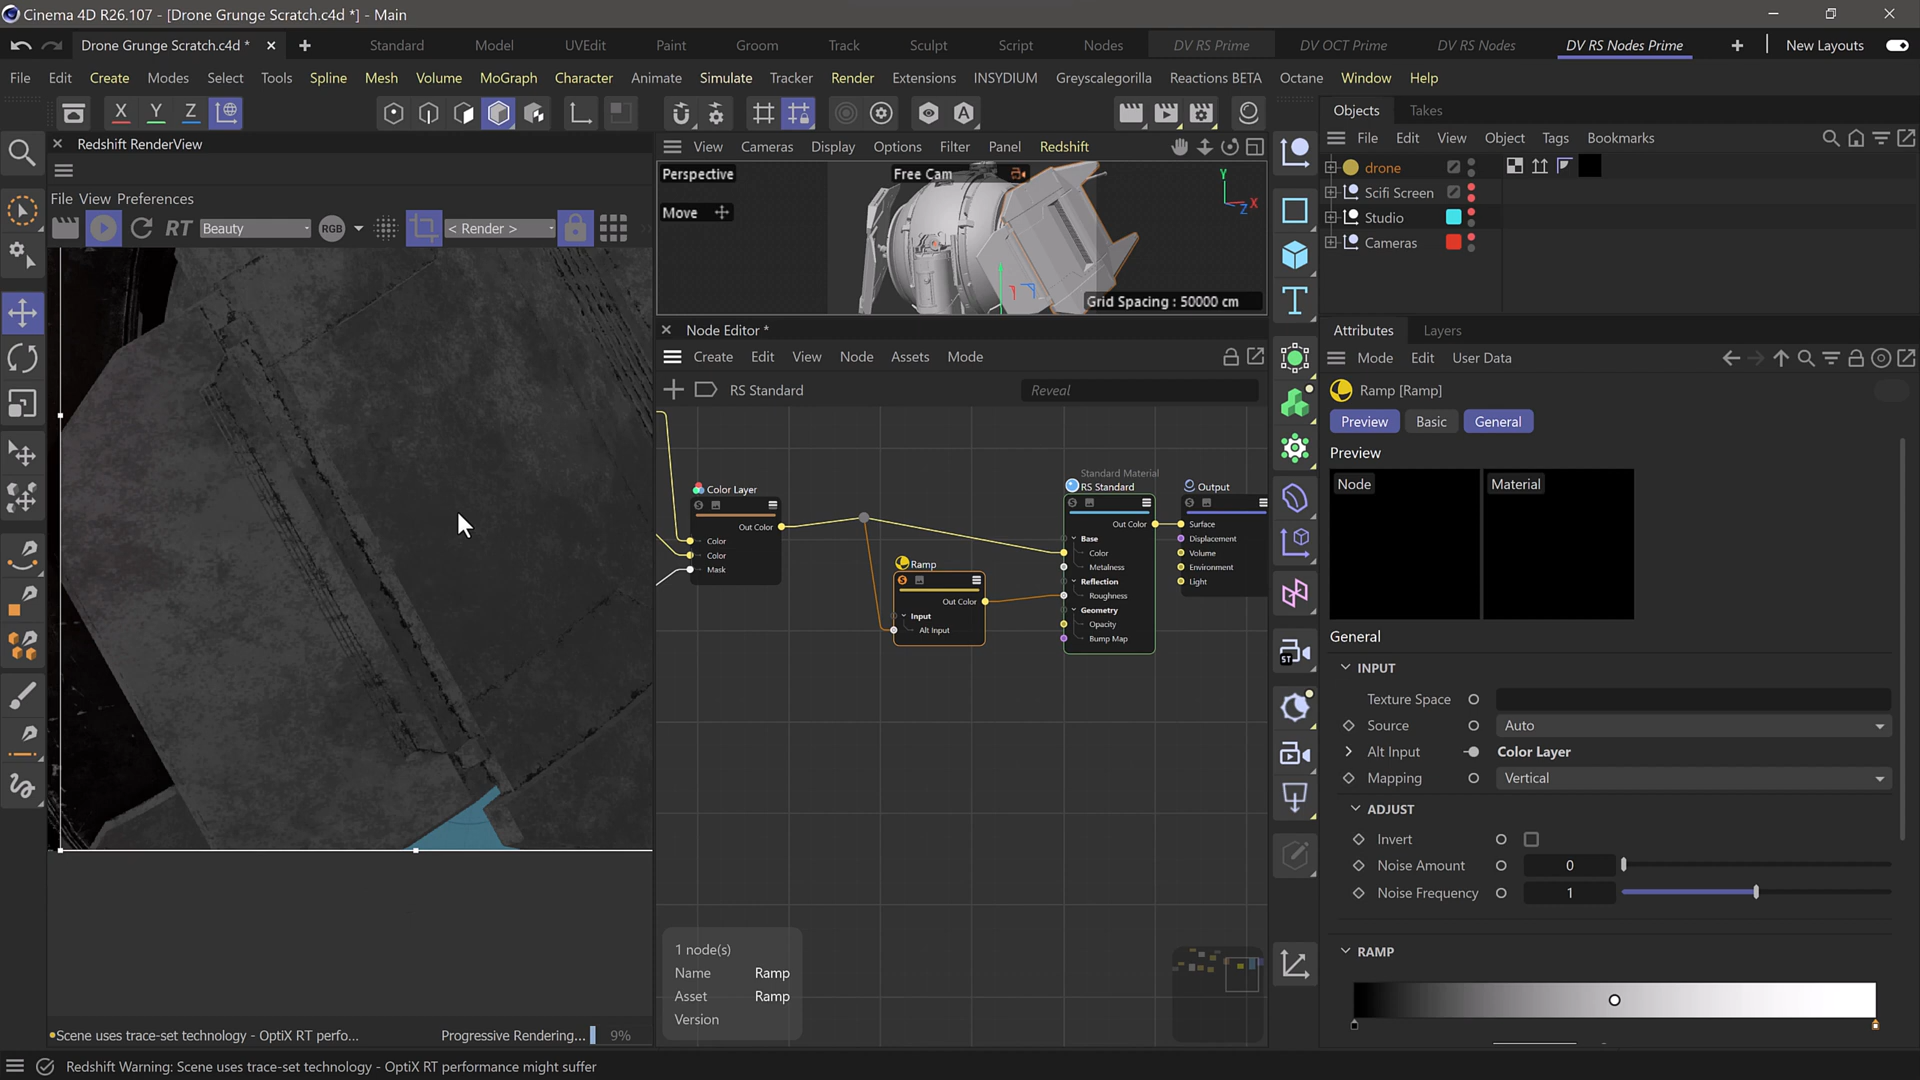 Cinema 4D R26.107 - [Drone Grunge Scratch.c4d *] - Main
Drone Grunge Scratch.c4d *
Standard
Model
UVEdit
Paint
Groom
Track
Sculpt
Script
Nodes
DV RS Prime
DV OCT Prime
DV RS Nodes
DV RS Nodes Prime
New Layouts
File Edit Create Modes Select Tools Spline Mesh Volume MoGraph Character Animate Simulate Tracker Render Extensions INSYDIUM Greyscalegorilla Reactions BETA Octane Window Help
X Y Z
Redshift RenderView
File View Preferences
RT
Beauty
RGB
< Render >
Scene uses trace-set technology - OptiX RT perfo...
Progressive Rendering...
9%
View Cameras Display Options Filter Panel Redshift
Perspective
Free Cam
Move
Y
X
Z
Grid Spacing : 50000 cm
Node Editor *
Create Edit View Node Assets Mode
RS Standard
Reveal
Color Layer
Out Color
Color
Color
Mask
Ramp
Out Color
Input
Alt Input
Standard Material
RS Standard
Out Color
Base
Color
Metalness
Reflection
Roughness
Geometry
Opacity
Bump Map
Output
Surface
Displacement
Volume
Environment
Light
1 node(s)
Name Ramp
Asset Ramp
Version
ST
Objects Takes
File Edit View Object Tags Bookmarks
drone
Scifi Screen
Studio
Cameras
Attributes Layers
Mode Edit User Data
Ramp [Ramp]
Preview Basic General
Preview
Node
Material
General
INPUT
Texture Space
Source Auto
Alt Input Color Layer
Mapping Vertical
ADJUST
Invert
Noise Amount 0
Noise Frequency 1
RAMP
Redshift Warning: Scene uses trace-set technology - OptiX RT performance might suffer